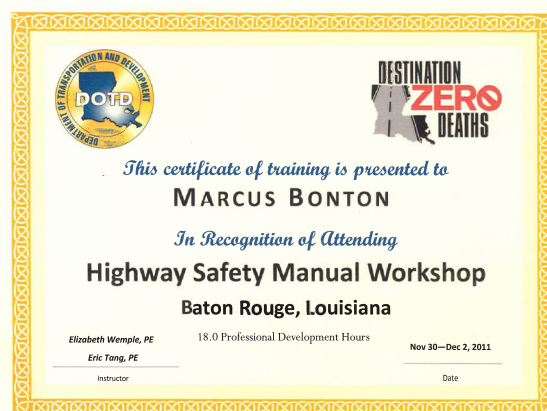 DEPARTMENT OF TRANSPORTATION AND DEVELOPMENT
DOTD
DESTINATION
ZERO
DEATHS
This certificate of training is presented to
MARCUS BONTON
In Recognition of Attending
Highway Safety Manual Workshop
Baton Rouge, Louisiana
18.0 Professional Development Hours
Elizabeth Wemple, PE
Eric Tang, PE
Nov 30—Dec 2, 2011
Instructor
Date